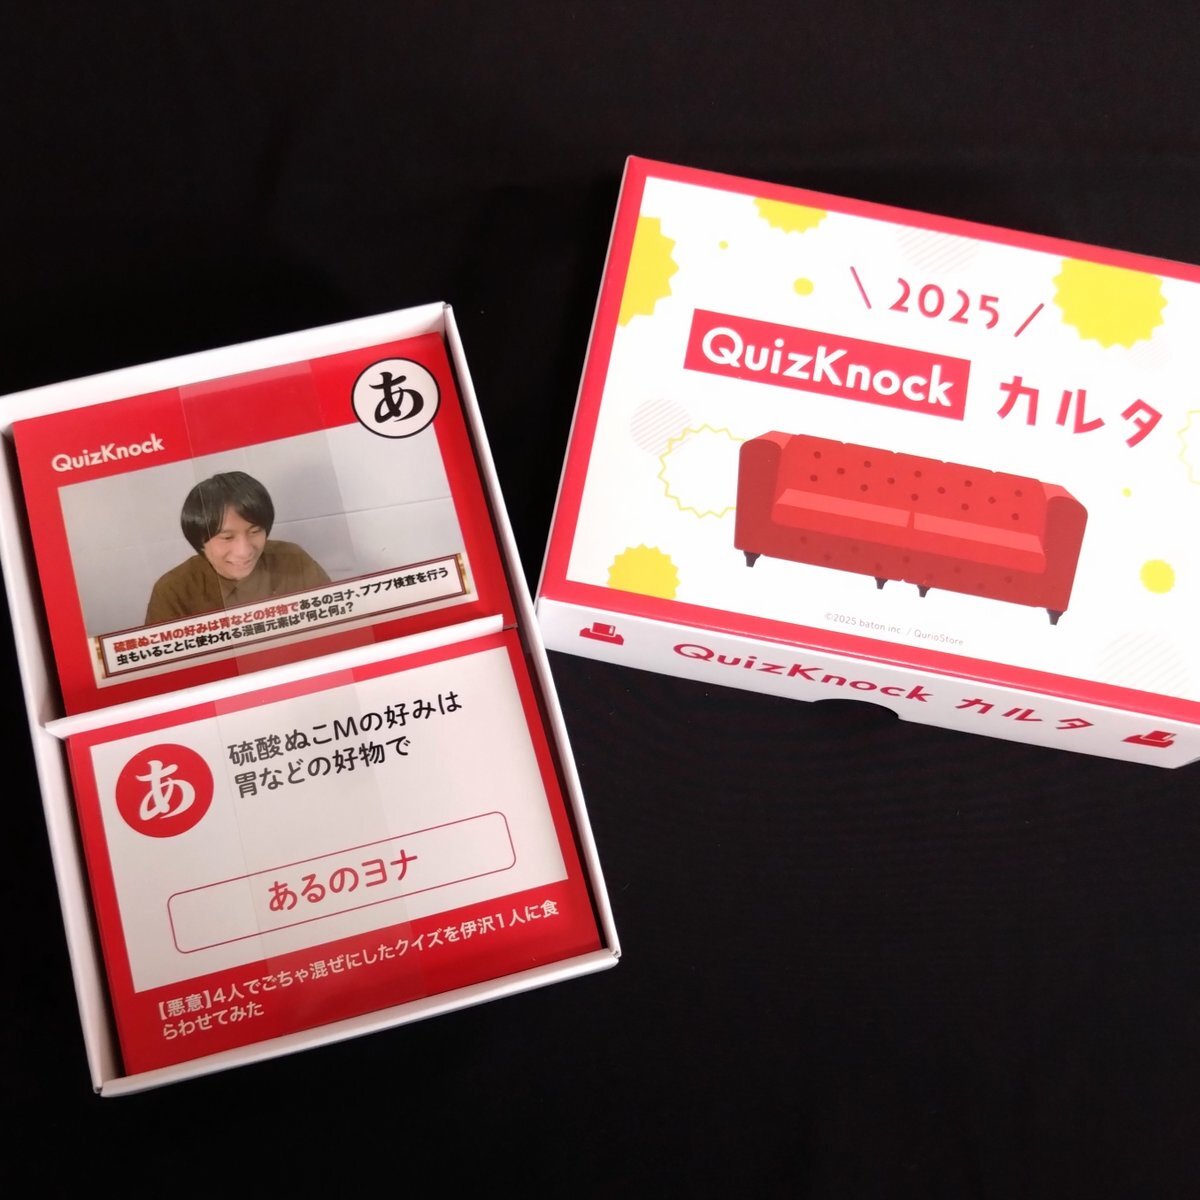 \ 2025 /
QuizKnock カルタ
©2025 baton inc. / QurioStore
QuizKnock カルタ
あ
QuizKnock
硫酸ぬこMの好みは胃などの好物であるのヨナ、ブブブ検査を行う
虫もいることに使われる漫画元素は『何と何』?
あ
硫酸ぬこMの好みは
胃などの好物で
あるのヨナ
【悪意】4人でごちゃ混ぜにしたクイズを伊沢1人に食
らわせてみた